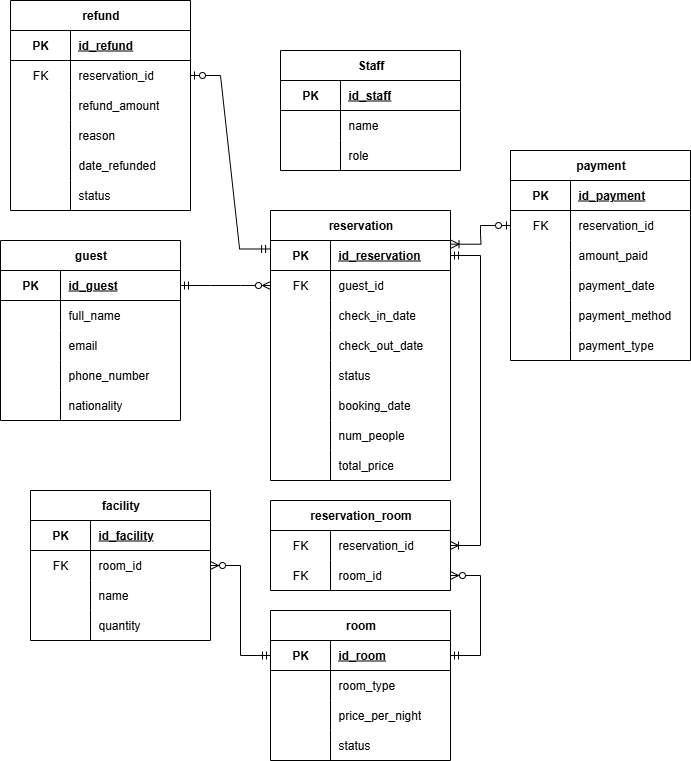 refund
PK id_refund
FK reservation_id
refund_amount
reason
date_refunded
status
Staff
PK id_staff
name
role
payment
PK id_payment
FK reservation_id
amount_paid
payment_date
payment_method
payment_type
reservation
PK id_reservation
FK guest_id
check_in_date
check_out_date
status
booking_date
num_people
total_price
guest
PK id_guest
full_name
email
phone_number
nationality
facility
PK id_facility
FK room_id
name
quantity
reservation_room
FK reservation_id
FK room_id
room
PK id_room
room_type
price_per_night
status